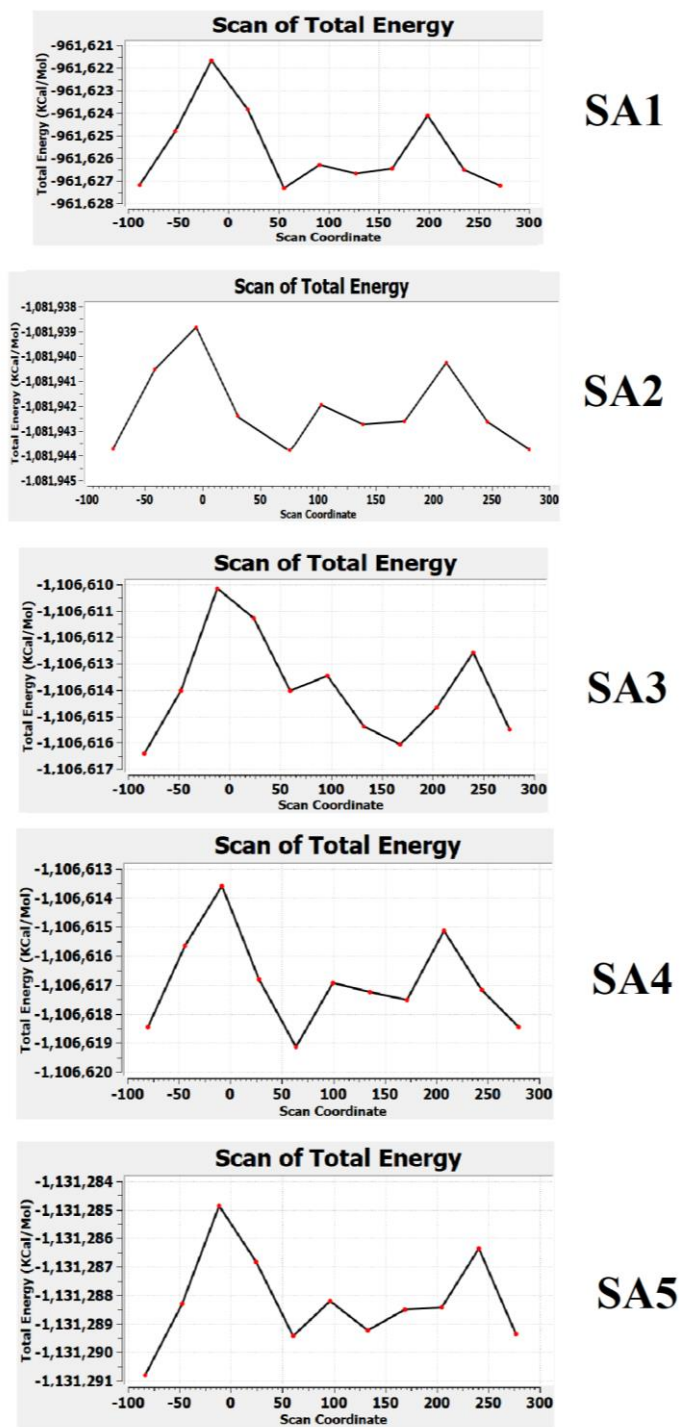 Scan of Total Energy
Total Energy (KCal/Mol)
-961,621
-961,622
-961,623
-961,624
-961,625
-961,626
-961,627
-961,628
-100 -50 0 50 100 150 200 250 300
Scan Coordinate
SA1
Scan of Total Energy
Total Energy (KCal/Mol)
-1,081,938
-1,081,939
-1,081,940
-1,081,941
-1,081,942
-1,081,943
-1,081,944
-1,081,945
-100 -50 0 50 100 150 200 250 300
Scan Coordinate
SA2
Scan of Total Energy
Total Energy (KCal/Mol)
-1,106,610
-1,106,611
-1,106,612
-1,106,613
-1,106,614
-1,106,615
-1,106,616
-1,106,617
-100 -50 0 50 100 150 200 250 300
Scan Coordinate
SA3
Scan of Total Energy
Total Energy (KCal/Mol)
-1,106,613
-1,106,614
-1,106,615
-1,106,616
-1,106,617
-1,106,618
-1,106,619
-1,106,620
-100 -50 0 50 100 150 200 250 300
Scan Coordinate
SA4
Scan of Total Energy
Total Energy (KCal/Mol)
-1,131,284
-1,131,285
-1,131,286
-1,131,287
-1,131,288
-1,131,289
-1,131,290
-1,131,291
-100 -50 0 50 100 150 200 250 300
Scan Coordinate
SA5